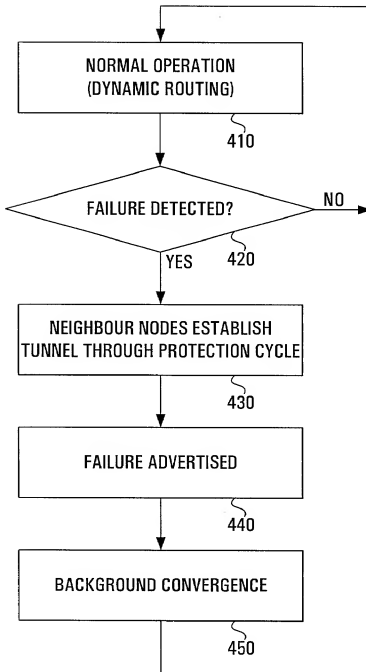 NORMAL OPERATION
(DYNAMIC ROUTING)
410
FAILURE DETECTED?
NO
420
YES
NEIGHBOUR NODES ESTABLISH
TUNNEL THROUGH PROTECTION CYCLE
430
FAILURE ADVERTISED
440
BACKGROUND CONVERGENCE
450